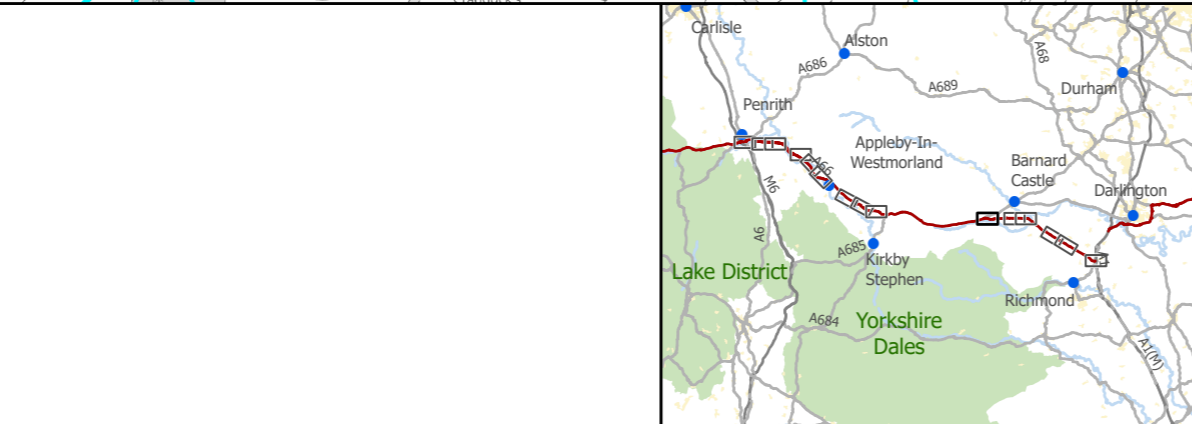 Carlisle
Alston
A68
A686
A689
Durham
Penrith
Appleby-In-
Westmorland
A66
Barnard
Castle
M6
Darlington
A6
A685
Kirkby
Stephen
Lake District
Richmond
A684
Yorkshire
Dales
A1(M)